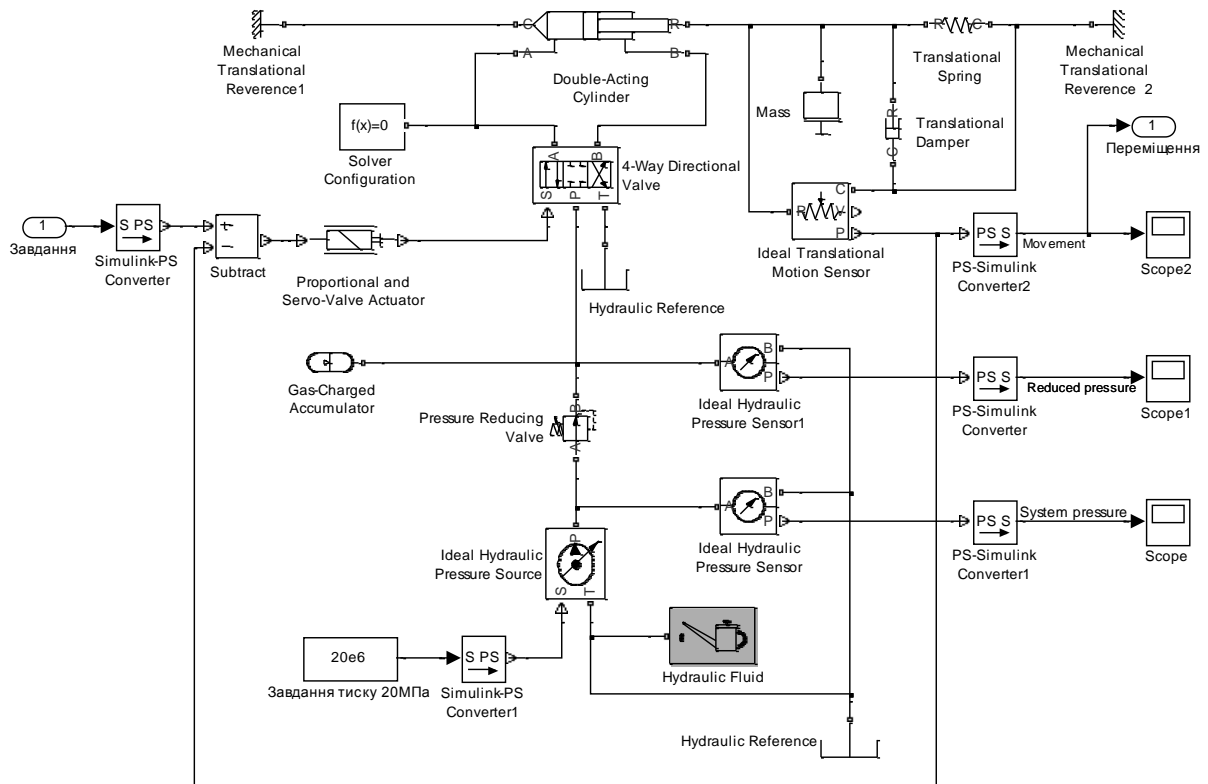 C
R
A
B
R
C
Mechanical
Translational
Reverence1
Double-Acting
Cylinder
Translational
Spring
Mechanical
Translational
Reverence 2
f(x)=0
Solver
Configuration
Mass
R
C
Translational
Damper
1
Переміщення
A
B
S
P
T
4-Way Directional
Valve
1
Завдання
S PS
Simulink-PS
Converter
+
-
Subtract
Proportional and
Servo-Valve Actuator
R
C
V
P
Ideal Translational
Motion Sensor
PS S
PS-Simulink
Converter2
Movement
Scope2
Hydraulic Reference
Gas-Charged
Accumulator
A
B
P
Ideal Hydraulic
Pressure Sensor1
PS S
PS-Simulink
Converter
Reduced pressure
Scope1
Pressure Reducing
Valve
B
A
A
B
P
Ideal Hydraulic
Pressure Sensor
PS S
PS-Simulink
Converter1
System pressure
Scope
Ideal Hydraulic
Pressure Source
P
S
T
20e6
Завдання тиску 20МПа
S PS
Simulink-PS
Converter1
Hydraulic Fluid
Hydraulic Reference